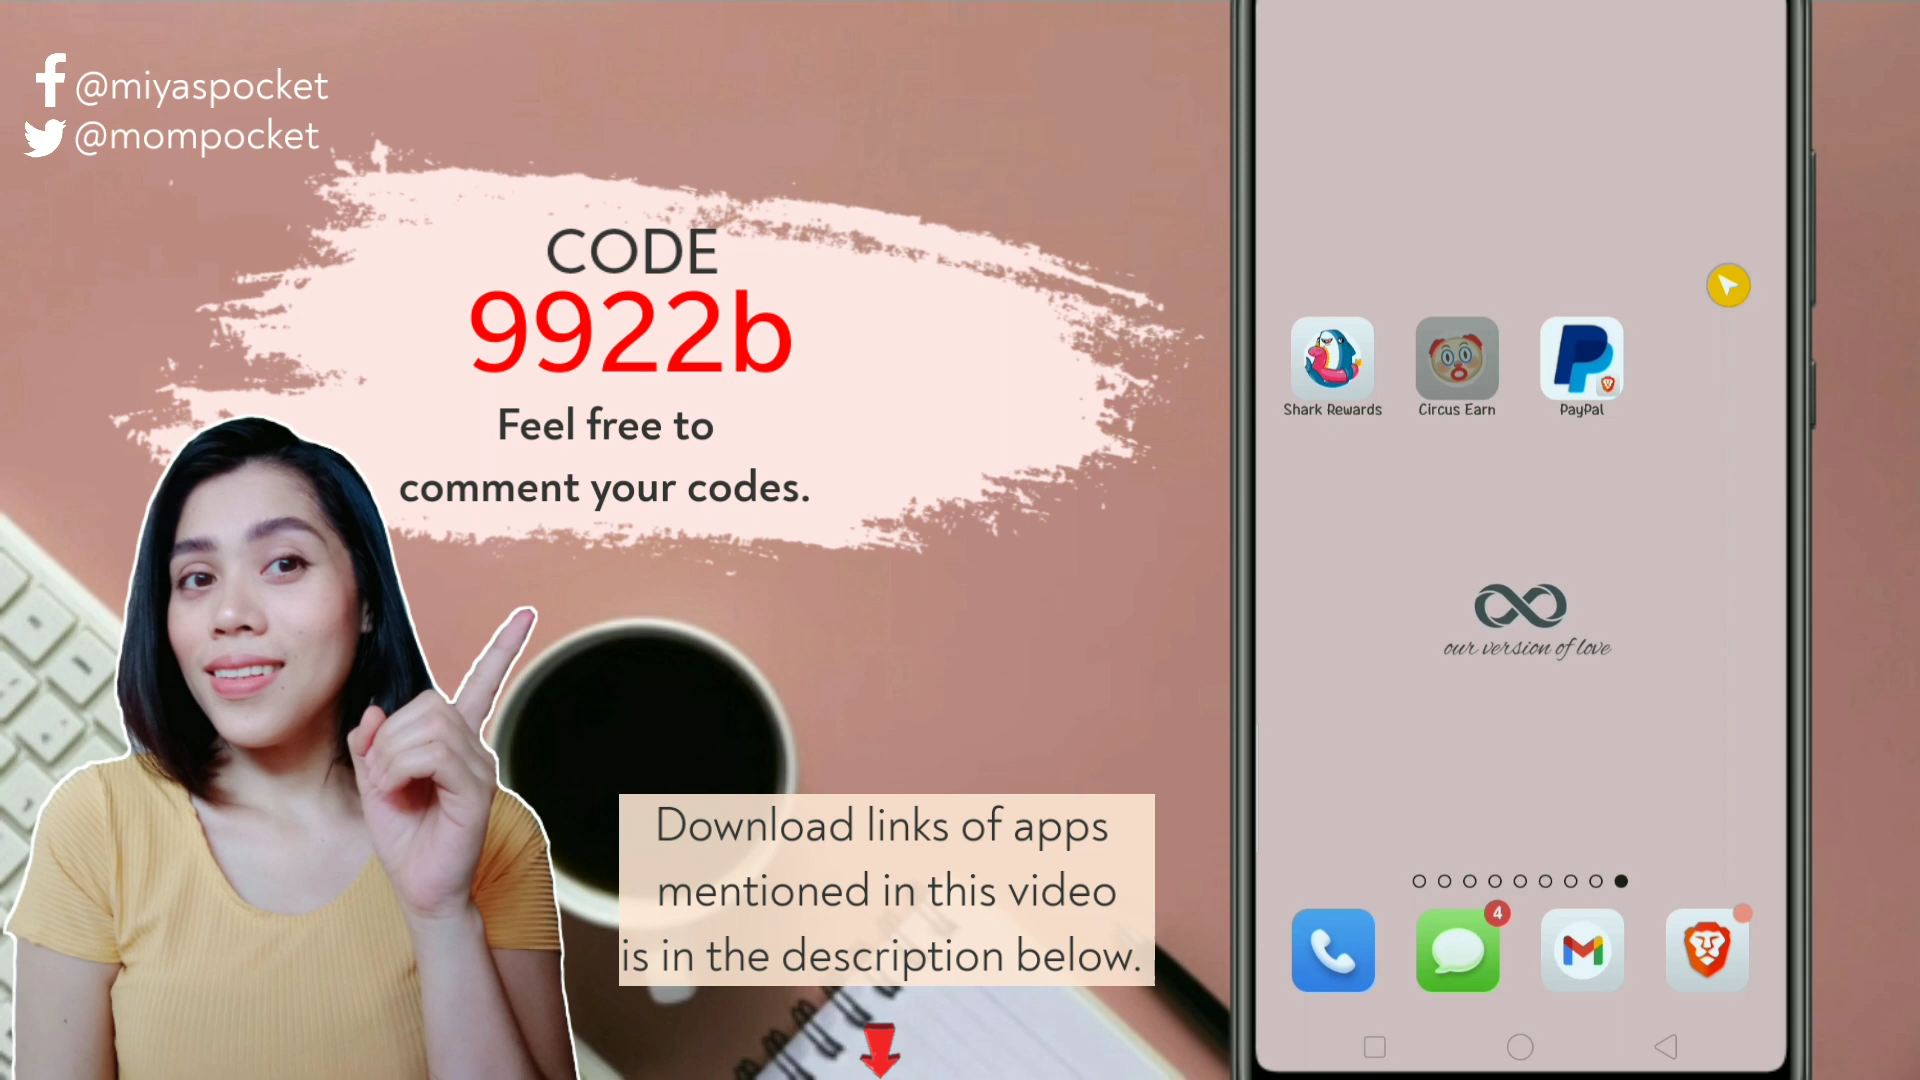 @miyaspocket
@mompocket
CODE
9922b
Feel free to
comment your codes.
Download links of apps
mentioned in this video
is in the description below.
Shark Rewards
Circus Earn
PayPal
our version of love
4